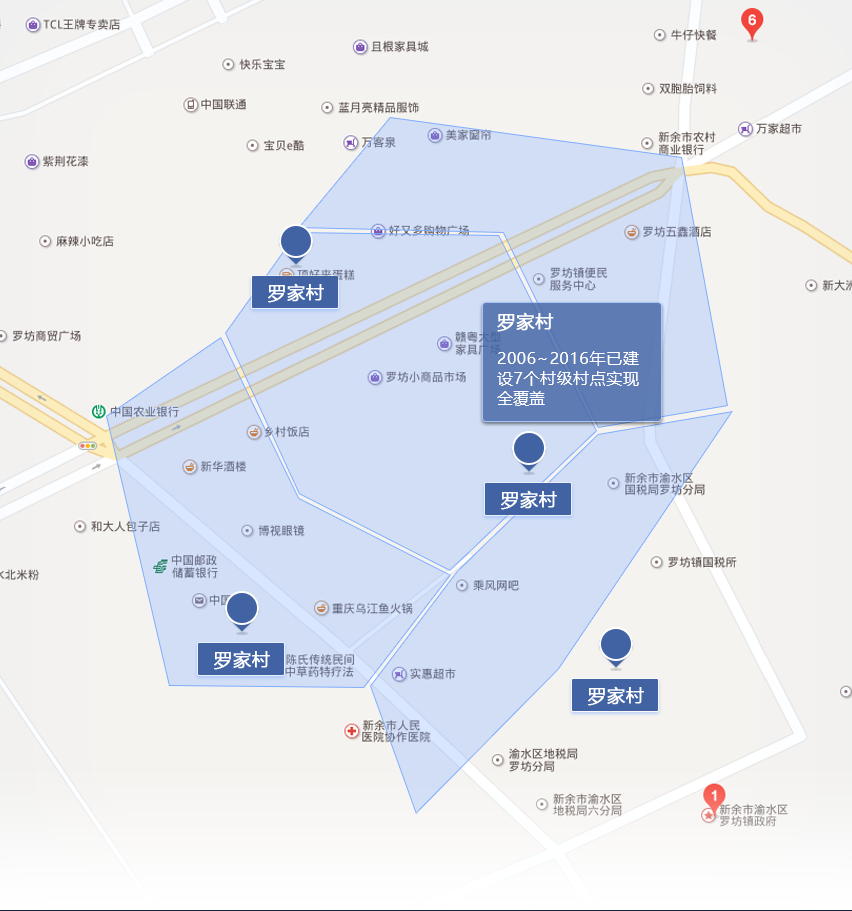 TCL王牌专卖店
牛仔快餐
6
且根家具城
快乐宝宝
双胞胎饲料
中国联通
蓝月亮精品服饰
万家超市
美家窗帘
新余市农村
商业银行
宝贝e酷
万客泉
紫荆花漆
好又多购物广场
罗坊五鑫酒店
麻辣小吃店
顶好来蛋糕
罗坊镇便民
服务中心
新大洲
罗家村
罗家村
2006~2016年已建
设7个村级村点实现
全覆盖
罗坊商贸广场
赣粤大型
家具广场
罗坊小商品市场
中国农业银行
乡村饭店
新华酒楼
新余市渝水区
国税局罗坊分局
罗家村
和大人包子店
博视眼镜
中国邮政
储蓄银行
罗坊镇国税所
水北米粉
乘风网吧
中国
重庆乌江鱼火锅
罗家村
陈氏传统民间
中草药特疗法
实惠超市
罗家村
新余市人民
医院协作医院
渝水区地税局
罗坊分局
新余市渝水区
地税局六分局
1
新余市渝水区
罗坊镇政府